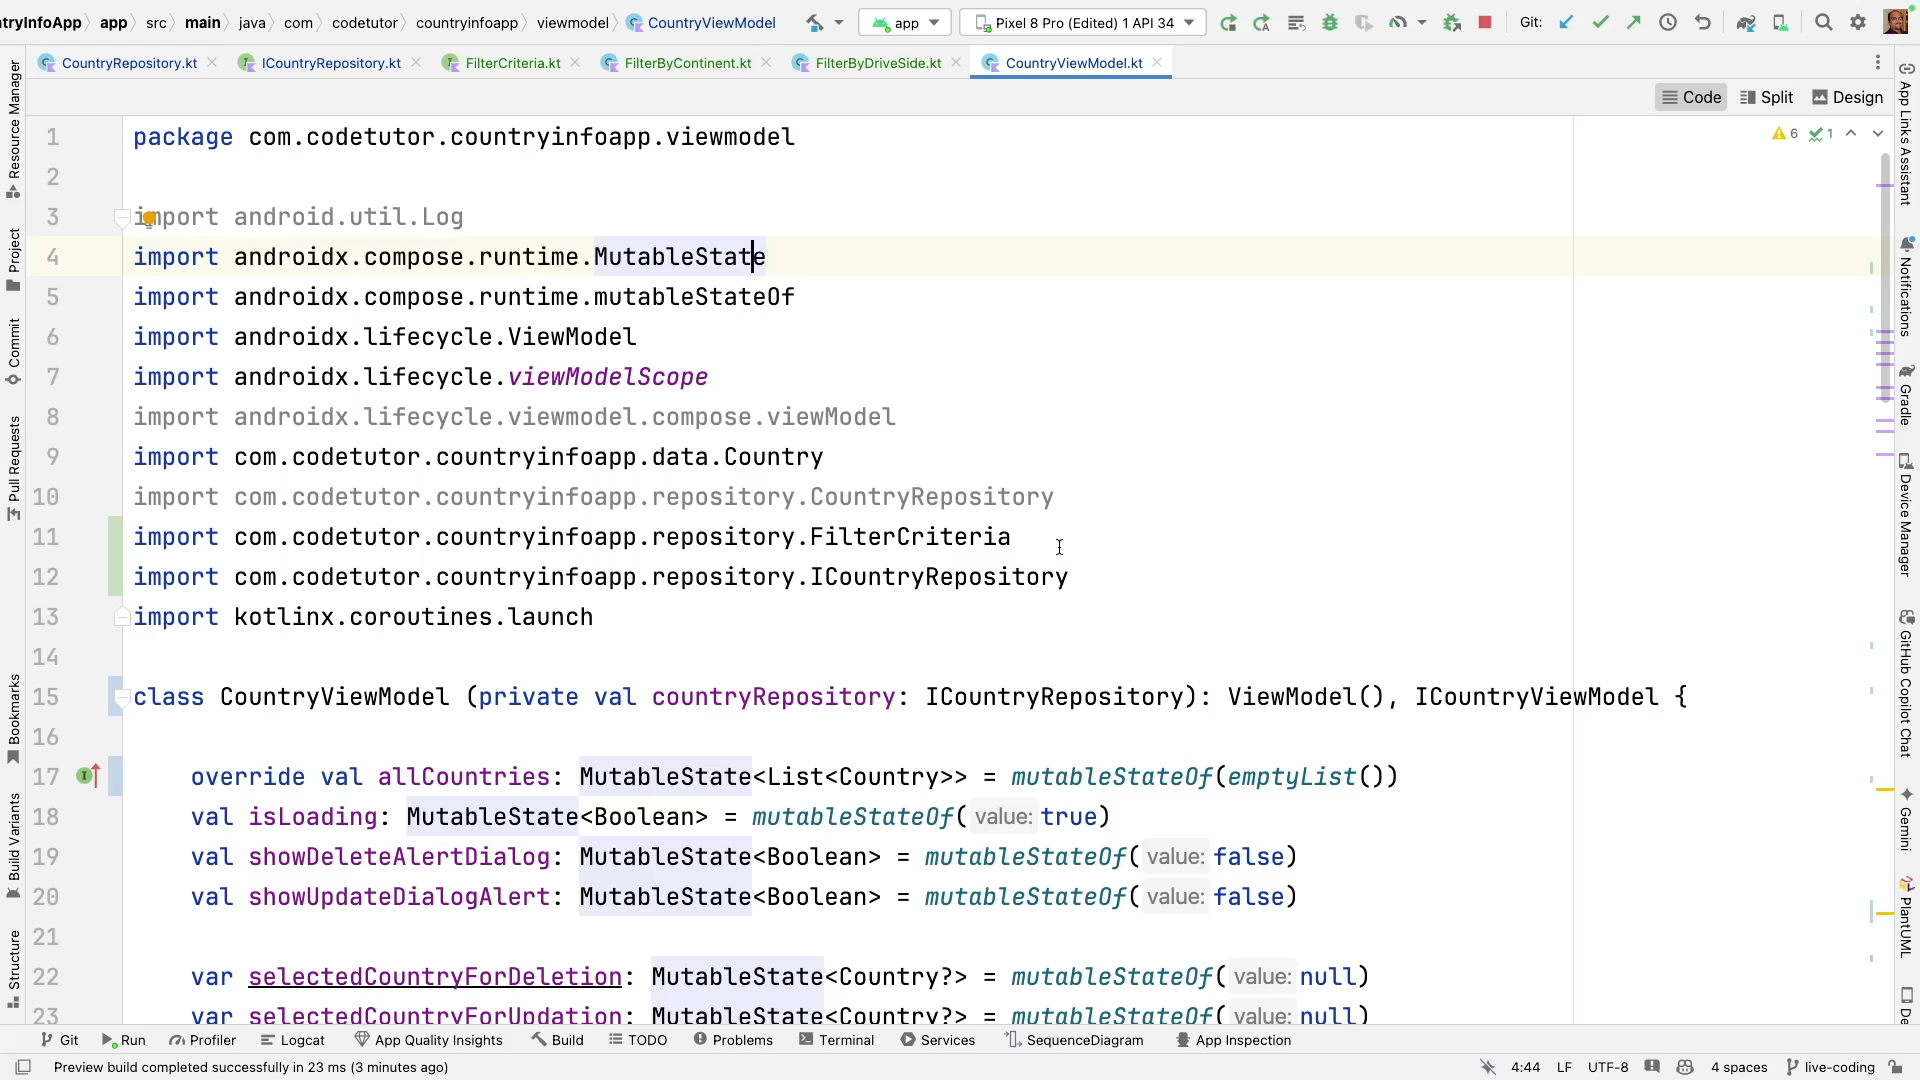 ntryInfoApp app src main java com codetutor countryinfoapp viewmodel CountryViewModel app Pixel 8 Pro (Edited) 1 API 34 Git:
CountryRepository.kt ICountryRepository.kt FilterCriteria.kt FilterByContinent.kt FilterByDriveSide.kt CountryViewModel.kt
Code Split Design
6 1
1 package com.codetutor.countryinfoapp.viewmodel
2
3 import android.util.Log
4 import androidx.compose.runtime.MutableState
5 import androidx.compose.runtime.mutableStateOf
6 import androidx.lifecycle.ViewModel
7 import androidx.lifecycle.viewModelScope
8 import androidx.lifecycle.viewmodel.compose.viewModel
9 import com.codetutor.countryinfoapp.data.Country
10 import com.codetutor.countryinfoapp.repository.CountryRepository
11 import com.codetutor.countryinfoapp.repository.FilterCriteria
12 import com.codetutor.countryinfoapp.repository.ICountryRepository
13 import kotlinx.coroutines.launch
14
15 class CountryViewModel (private val countryRepository: ICountryRepository): ViewModel(), ICountryViewModel {
16
17 override val allCountries: MutableState<List<Country>> = mutableStateOf(emptyList())
18 val isLoading: MutableState<Boolean> = mutableStateOf( value: true)
19 val showDeleteAlertDialog: MutableState<Boolean> = mutableStateOf( value: false)
20 val showUpdateDialogAlert: MutableState<Boolean> = mutableStateOf( value: false)
21
22 var selectedCountryForDeletion: MutableState<Country?> = mutableStateOf( value: null)
23 var selectedCountryForUpdation: MutableState<Country?> = mutableStateOf( value: null)
Resource Manager
Project
Commit
Pull Requests
Bookmarks
Build Variants
Structure
App Links Assistant
Notifications
Gradle
Device Manager
GitHub Copilot Chat
Gemini
PlantUML
De
Git Run Profiler Logcat App Quality Insights Build TODO Problems Terminal Services SequenceDiagram App Inspection
Preview build completed successfully in 23 ms (3 minutes ago) 4:44 LF UTF-8 4 spaces live-coding